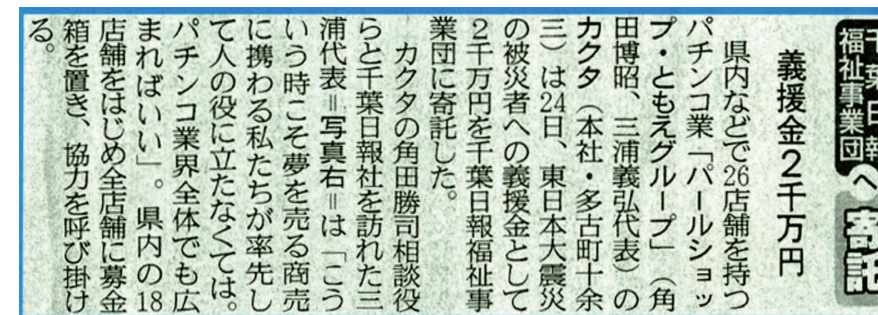 千葉日報
福祉事業団へ寄託
義援金２千万円
県内などで26店舗を持つ
パチンコ業「パールショッ
プ・ともえグループ」（角
田博昭、三浦義弘代表）の
カクタ（本社・多古町十余
三）は24日、東日本大震災
の被災者への義援金として
２千万円を千葉日報福祉事
業団に寄託した。
カクタの角田勝司相談役
らと千葉日報社を訪れた三
浦代表＝写真右＝は「こう
いう時こそ夢を売る商売
に携わる私たちが率先し
て人の役に立たなくては。
パチンコ業界全体でも広
まればいい」。県内の18
店舗をはじめ全店舗に募金
箱を置き、協力を呼び掛け
る。